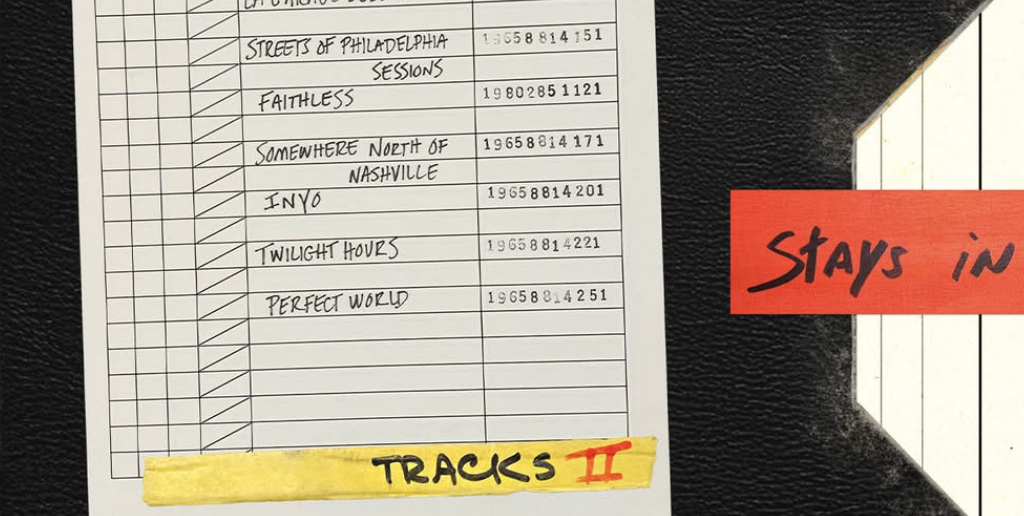 STREETS OF PHILADELPHIA 19658814151
SESSIONS
FAITHLESS 19802851121
SOMEWHERE NORTH OF 19658814171
NASHVILLE
INYO 19658814201
TWILIGHT HOURS 19658814221
PERFECT WORLD 19658814251
TRACKS II
Stays in